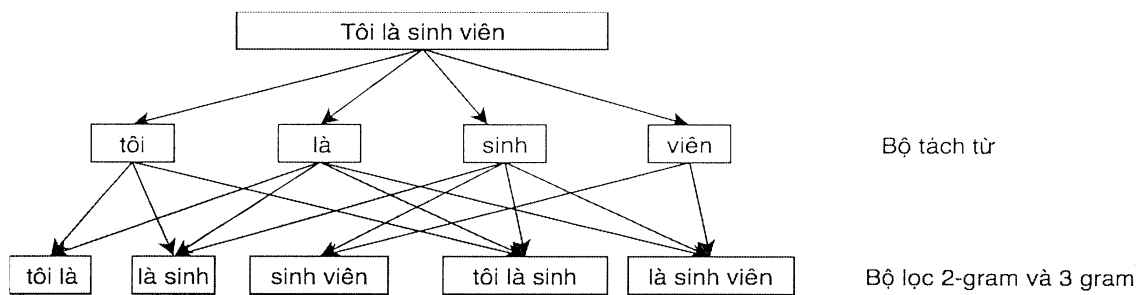 Tôi là sinh viên
tôi
là
sinh
viên
Bộ tách từ
tôi là
là sinh
sinh viên
tôi là sinh
là sinh viên
Bộ lọc 2-gram và 3 gram